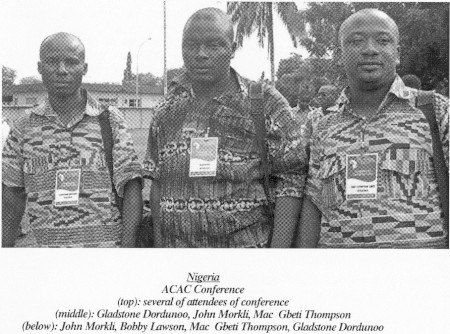 Nigeria
ACAC Conference
(top): several of attendees of conference
(middle): Gladstone Dordunoo, John Morkli, Mac Gbeti Thompson
(below): John Morkli, Bobby Lawson, Mac Gbeti Thompson, Gladstone Dordunoo